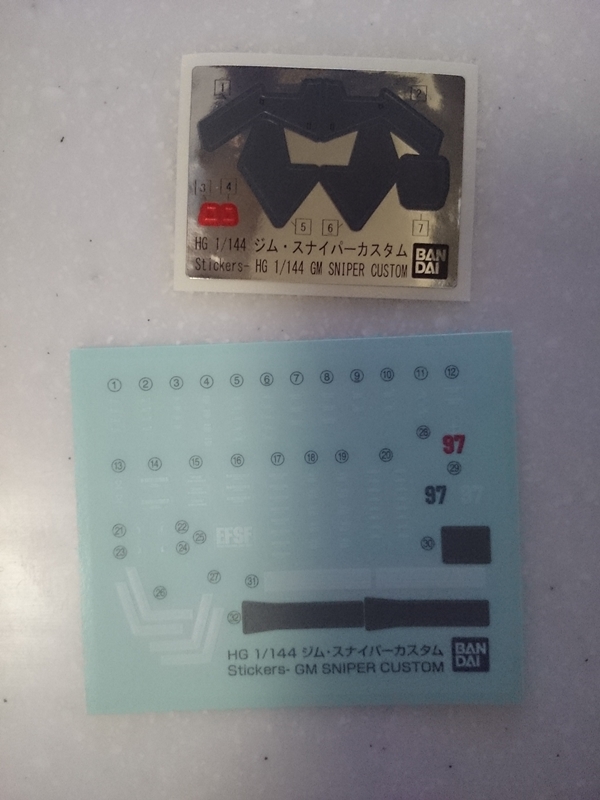 1
2
3 4
5 6 7
HG 1/144 ジム・スナイパーカスタム
Stickers- HG 1/144 GM SNIPER CUSTOM
BAN
DAI
① ② ③ ④ ⑤ ⑥ ⑦ ⑧ ⑨ ⑩ ⑪ ⑫
97
⑬ ⑭ ⑮ ⑯ ⑰ ⑱ ⑲ ⑳
97 97
㉑ ㉒
㉓ ㉔ ㉕ EFSF ㉚
㉗ ㉛
㉜
HG 1/144 ジム・スナイパーカスタム
Stickers- GM SNIPER CUSTOM
BAN
DAI